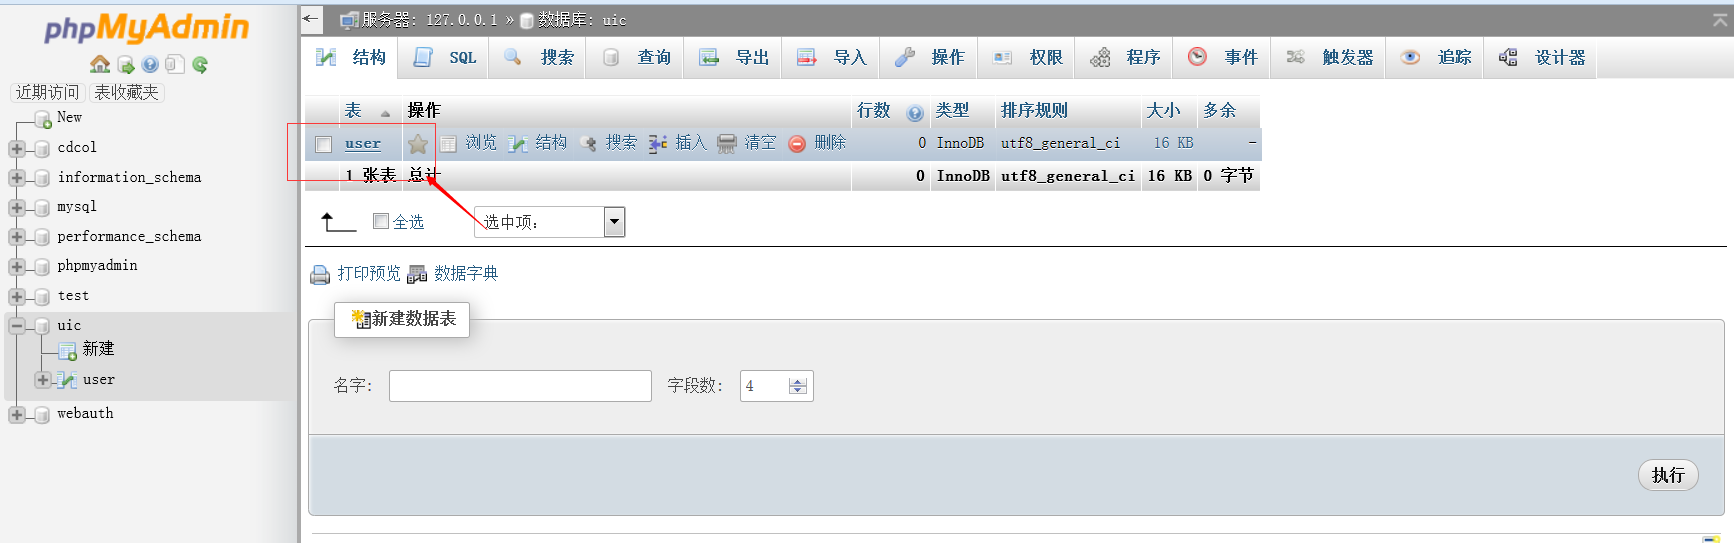 phpMyAdmin
近期访问 表收藏夹
New
cdcol
information_schema
mysql
performance_schema
phpmyadmin
test
uic
新建
user
webauth
服务器: 127.0.0.1 » 数据库: uic
结构 SQL 搜索 查询 导出 导入 操作 权限 程序 事件 触发器 追踪 设计器
表 操作 行数 类型 排序规则 大小 多余
user 浏览 结构 搜索 插入 清空 删除 0 InnoDB utf8_general_ci 16 KB -
1 张表 总计 0 InnoDB utf8_general_ci 16 KB 0 字节
全选 选中项:
打印预览 数据字典
新建数据表
名字: 字段数: 4
执行